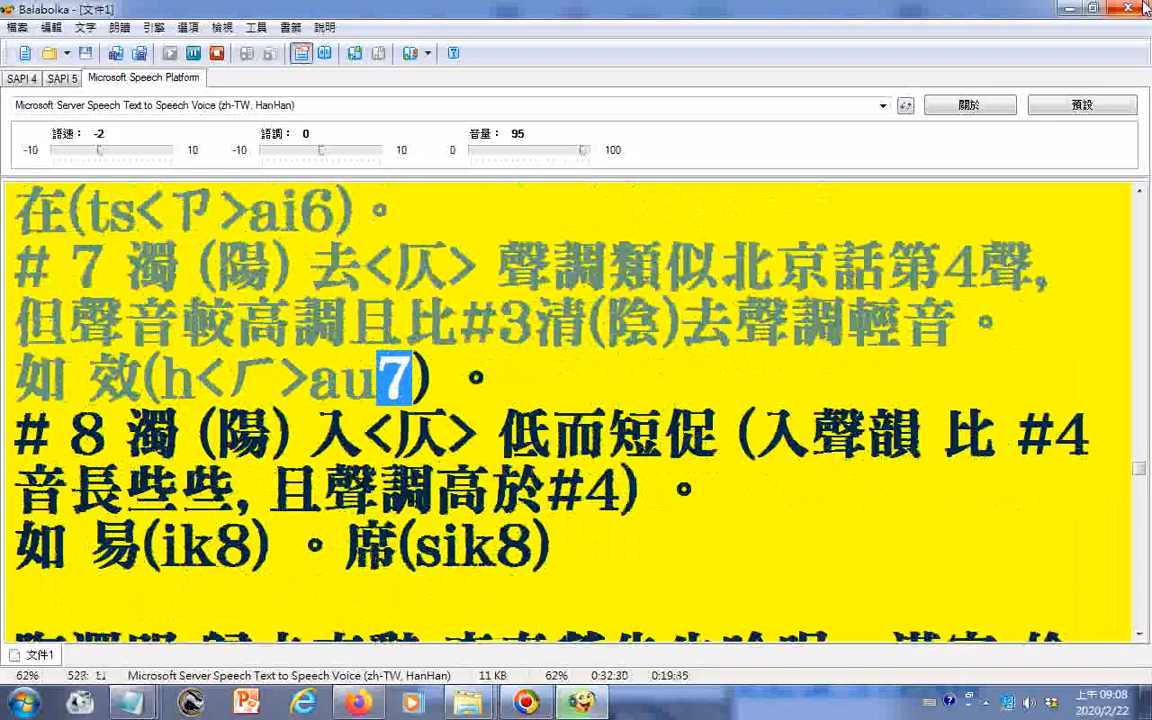 Balabolka - [文件1]
檔案 編輯 文字 朗讀 引擎 選項 檢視 工具 書籤 說明
SAPI 4 SAPI 5 Microsoft Speech Platform
Microsoft Server Speech Text to Speech Voice (zh-TW, HanHan) 關於 預設
語速： -2 語調： 0 音量： 95
-10 10 -10 10 0 100
在(ts<ㄗ>ai6)。
# 7 濁 (陽) 去<仄> 聲調類似北京話第4聲,
但聲音較高調且比#3清(陰)去聲調輕音。
如 效(h<ㄏ>au7) 。
# 8 濁 (陽) 入<仄> 低而短促 (入聲韻 比 #4
音長些些, 且聲調高於#4) 。
如 易(ik8) 。席(sik8)
文件1
62% Microsoft Server Speech Text to Speech Voice (zh-TW, HanHan) 11 KB 62% 0:32:30 0:19:35
上午 09:08
2020/2/22